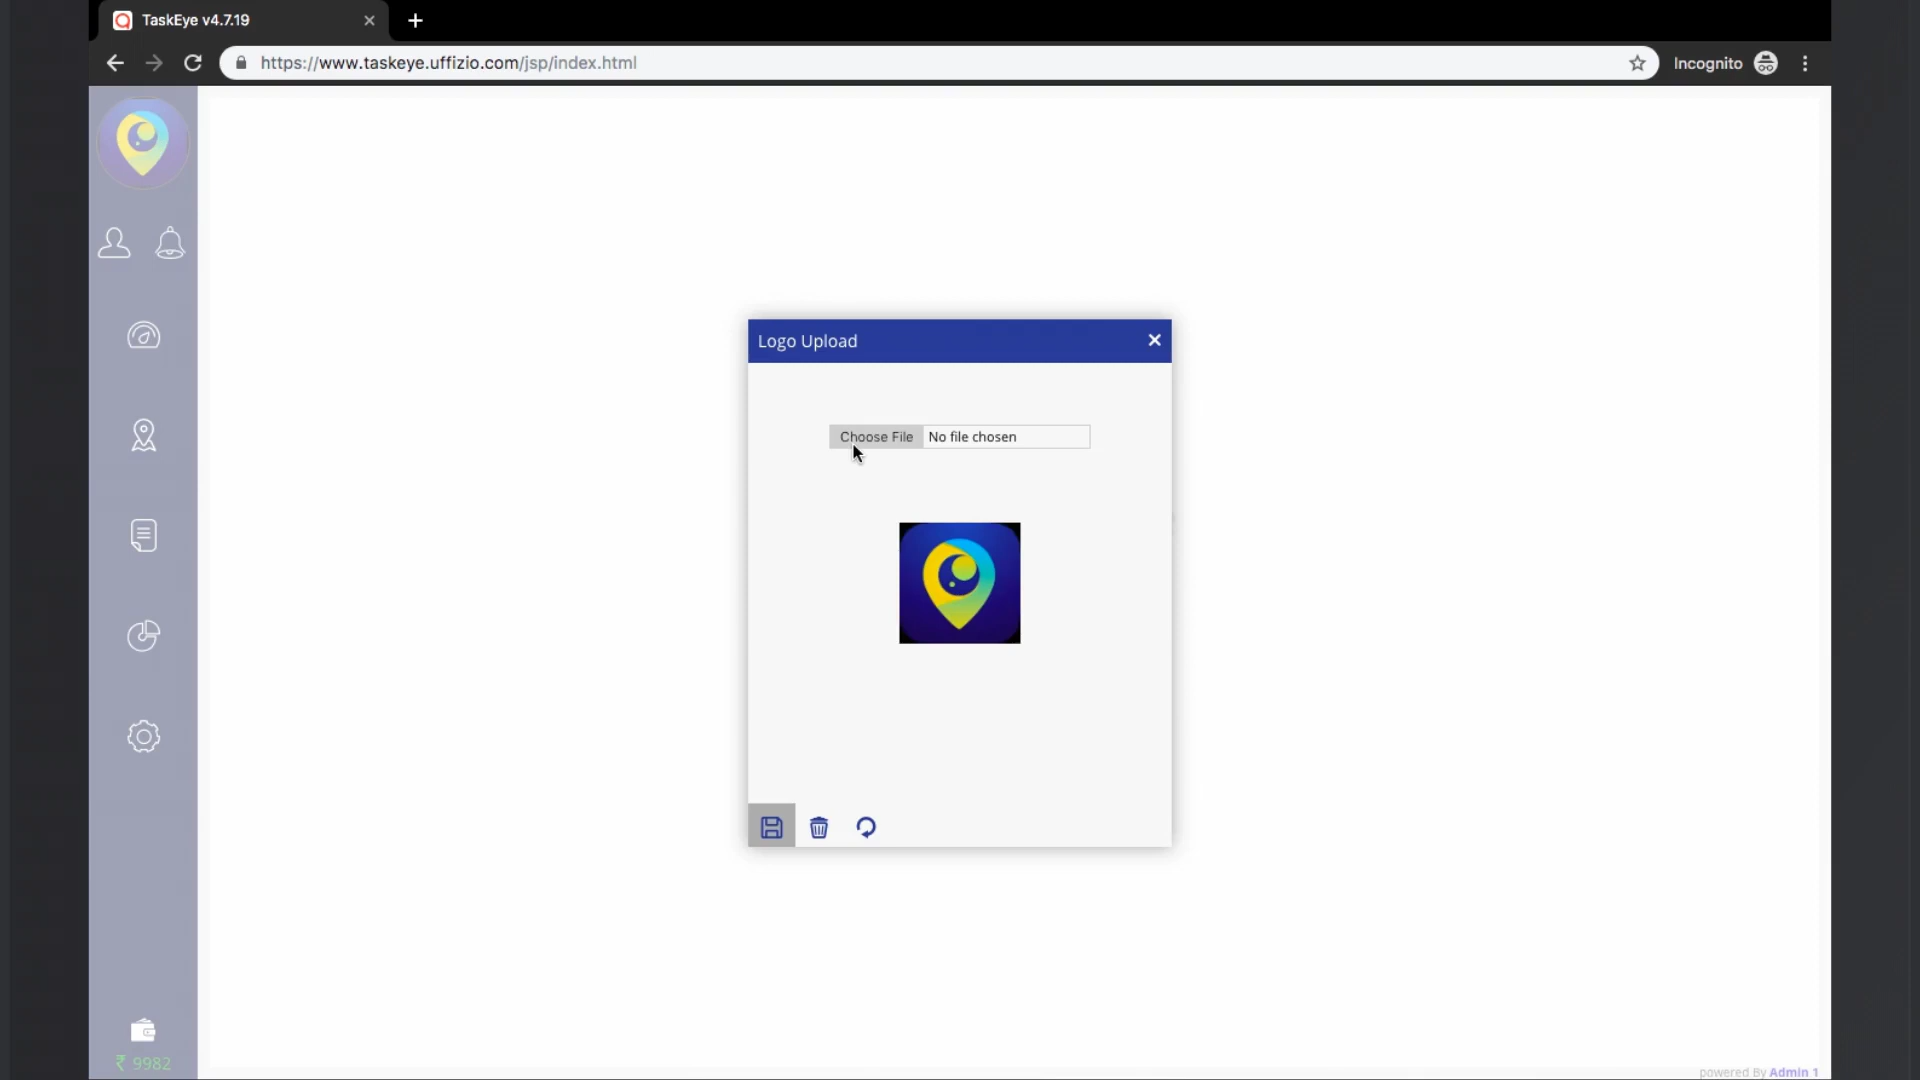 TaskEye v4.7.19
https://www.taskeye.uffizio.com/jsp/index.html
Incognito
Logo Upload
Choose File No file chosen
₹ 9982
powered By Admin 1